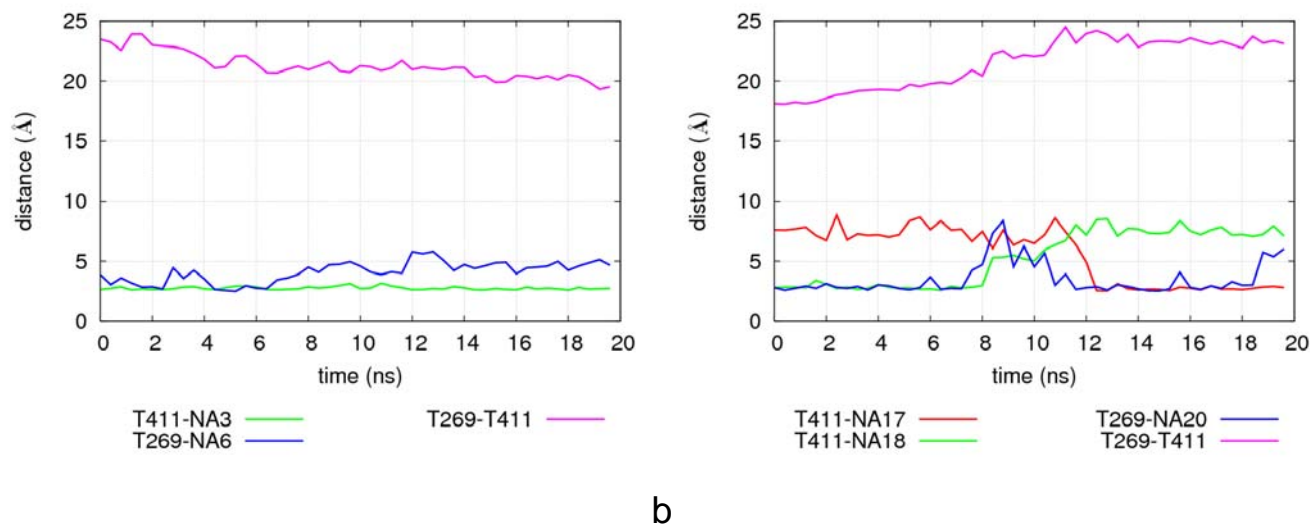 25
20
15
10
5
0
distance (Å)
0 2 4 6 8 10 12 14 16 18 20
time (ns)
T411-NA3
T269-NA6
T269-T411
25
20
15
10
5
0
distance (Å)
0 2 4 6 8 10 12 14 16 18 20
time (ns)
T411-NA17
T411-NA18
T269-NA20
T269-T411
b